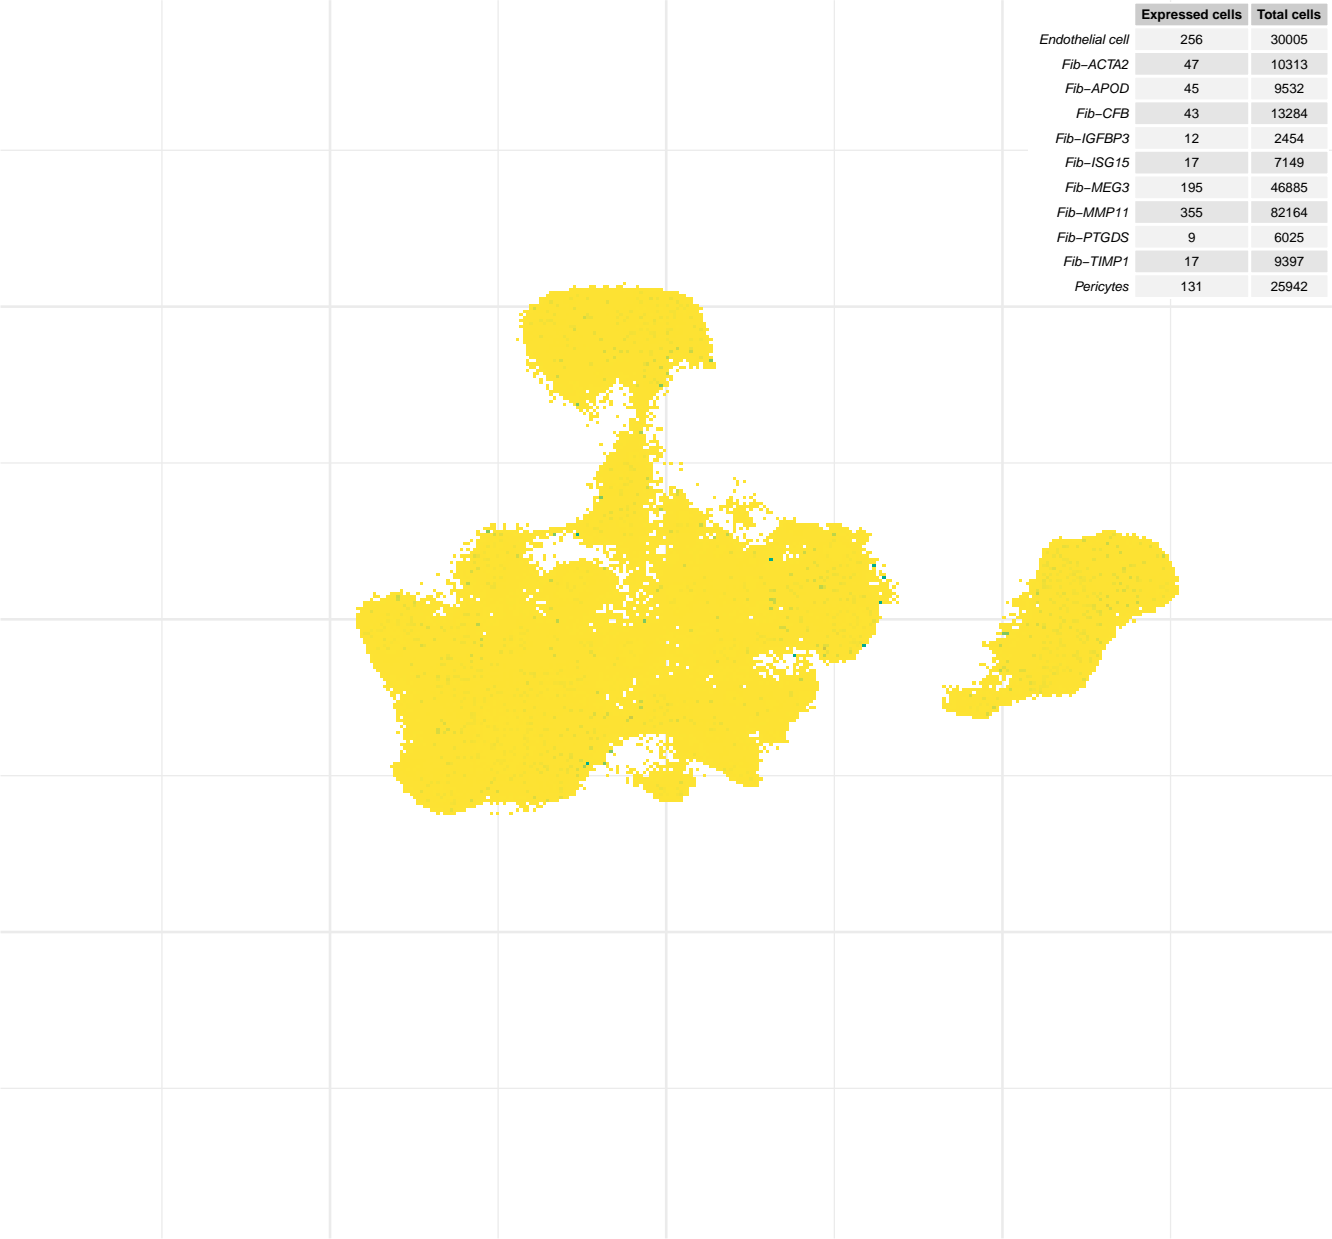 Expressed cells Total cells
Endothelial cell 256 30005
Fib−ACTA2 47 10313
Fib−APOD 45 9532
Fib−CFB 43 13284
Fib−IGFBP3 12 2454
Fib−ISG15 17 7149
Fib−MEG3 195 46885
Fib−MMP11 355 82164
Fib−PTGDS 9 6025
Fib−TIMP1 17 9397
Pericytes 131 25942